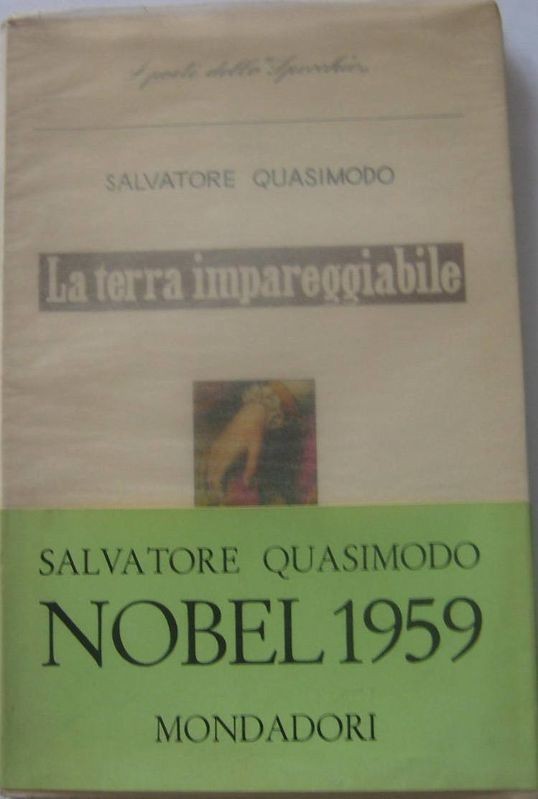 I poeti dello "Specchio"
SALVATORE QUASIMODO
La terra impareggiabile
SALVATORE QUASIMODO
NOBEL 1959
MONDADORI